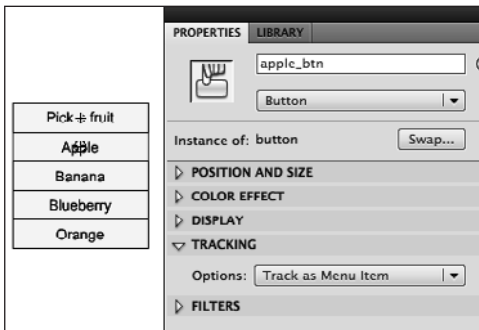 Pick a fruit
Apple
Banana
Blueberry
Orange
PROPERTIES LIBRARY
apple_btn
Button
Instance of: button Swap...
POSITION AND SIZE
COLOR EFFECT
DISPLAY
TRACKING
Options: Track as Menu Item
FILTERS